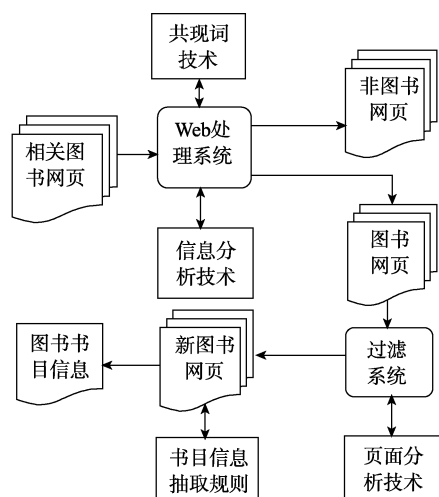 共现词
技术
非图书
网页
Web处
理系统
相关图
书网页
信息分
析技术
图书
网页
图书书
目信息
新图书
网页
过滤
系统
书目信息
抽取规则
页面分
析技术